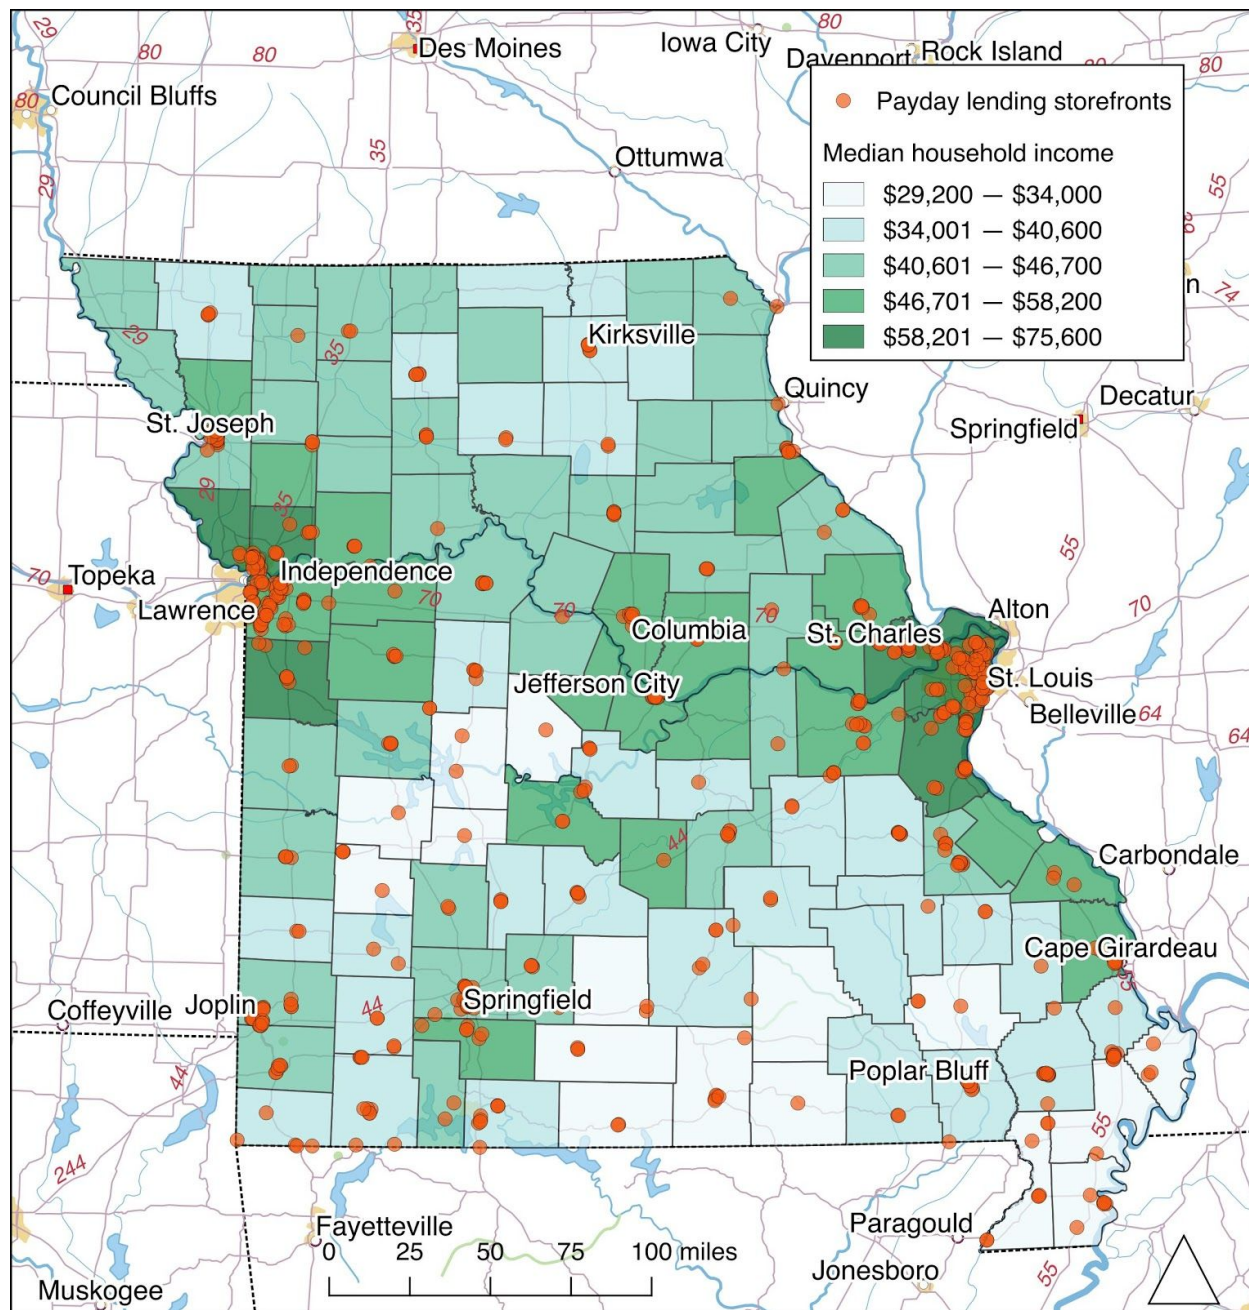 29
80
80
35
Des Moines
Iowa City
80
Davenport
Rock Island
80
80
Council Bluffs
80
Payday lending storefronts
Median household income
$29,200 — $34,000
$34,001 — $40,600
$40,601 — $46,700
$46,701 — $58,200
$58,201 — $75,600
35
29
Ottumwa
55
n
74
29
35
Kirksville
Quincy
Decatur
Springfield
St. Joseph
29
35
55
70
Topeka
Independence
Lawrence
70
70
70
70
Columbia
St. Charles
Alton
Jefferson City
St. Louis
Belleville
64
64
44
Carbondale
Cape Girardeau
55
Coffeyville
Joplin
44
Springfield
44
Poplar Bluff
55
244
Fayetteville
0 25 50 75 100 miles
Paragould
Jonesboro
55
Muskogee